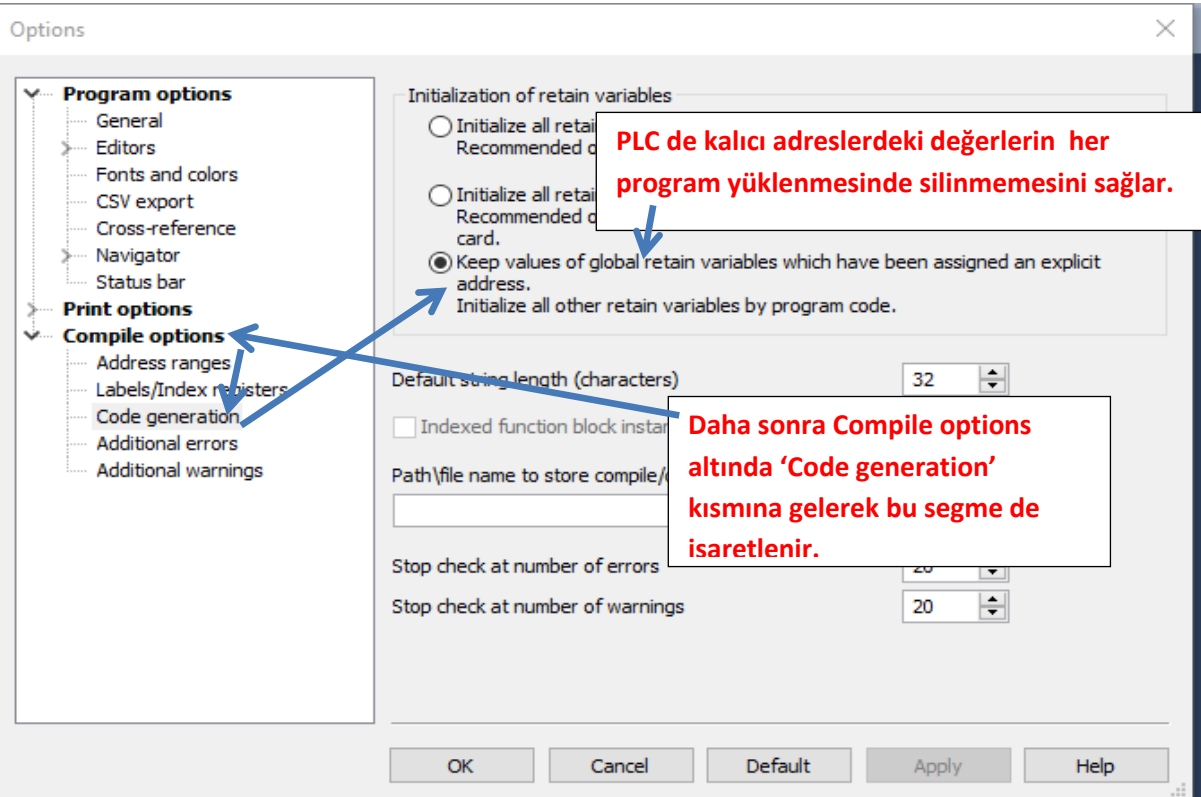 Options
Program options
General
Editors
Fonts and colors
CSV export
Cross-reference
Navigator
Status bar
Print options
Compile options
Address ranges
Labels/Index registers
Code generation
Additional errors
Additional warnings
Initialization of retain variables
Initialize all
Recommended
Initialize all
Recommended
card.
Keep values of global retain variables which have been assigned an explicit
address.
Initialize all other retain variables by program code.
PLC de kalıcı adreslerdeki değerlerin her
program yüklenmesinde silinmemesini sağlar.
Default string length (characters)
32
Indexed function block
Path\file name to store
Daha sonra Compile options
altında ‘Code generation’
kısmına gelerek bu segme de
isaretlenir.
Stop check at number of errors
20
Stop check at number of warnings
20
OK
Cancel
Default
Apply
Help